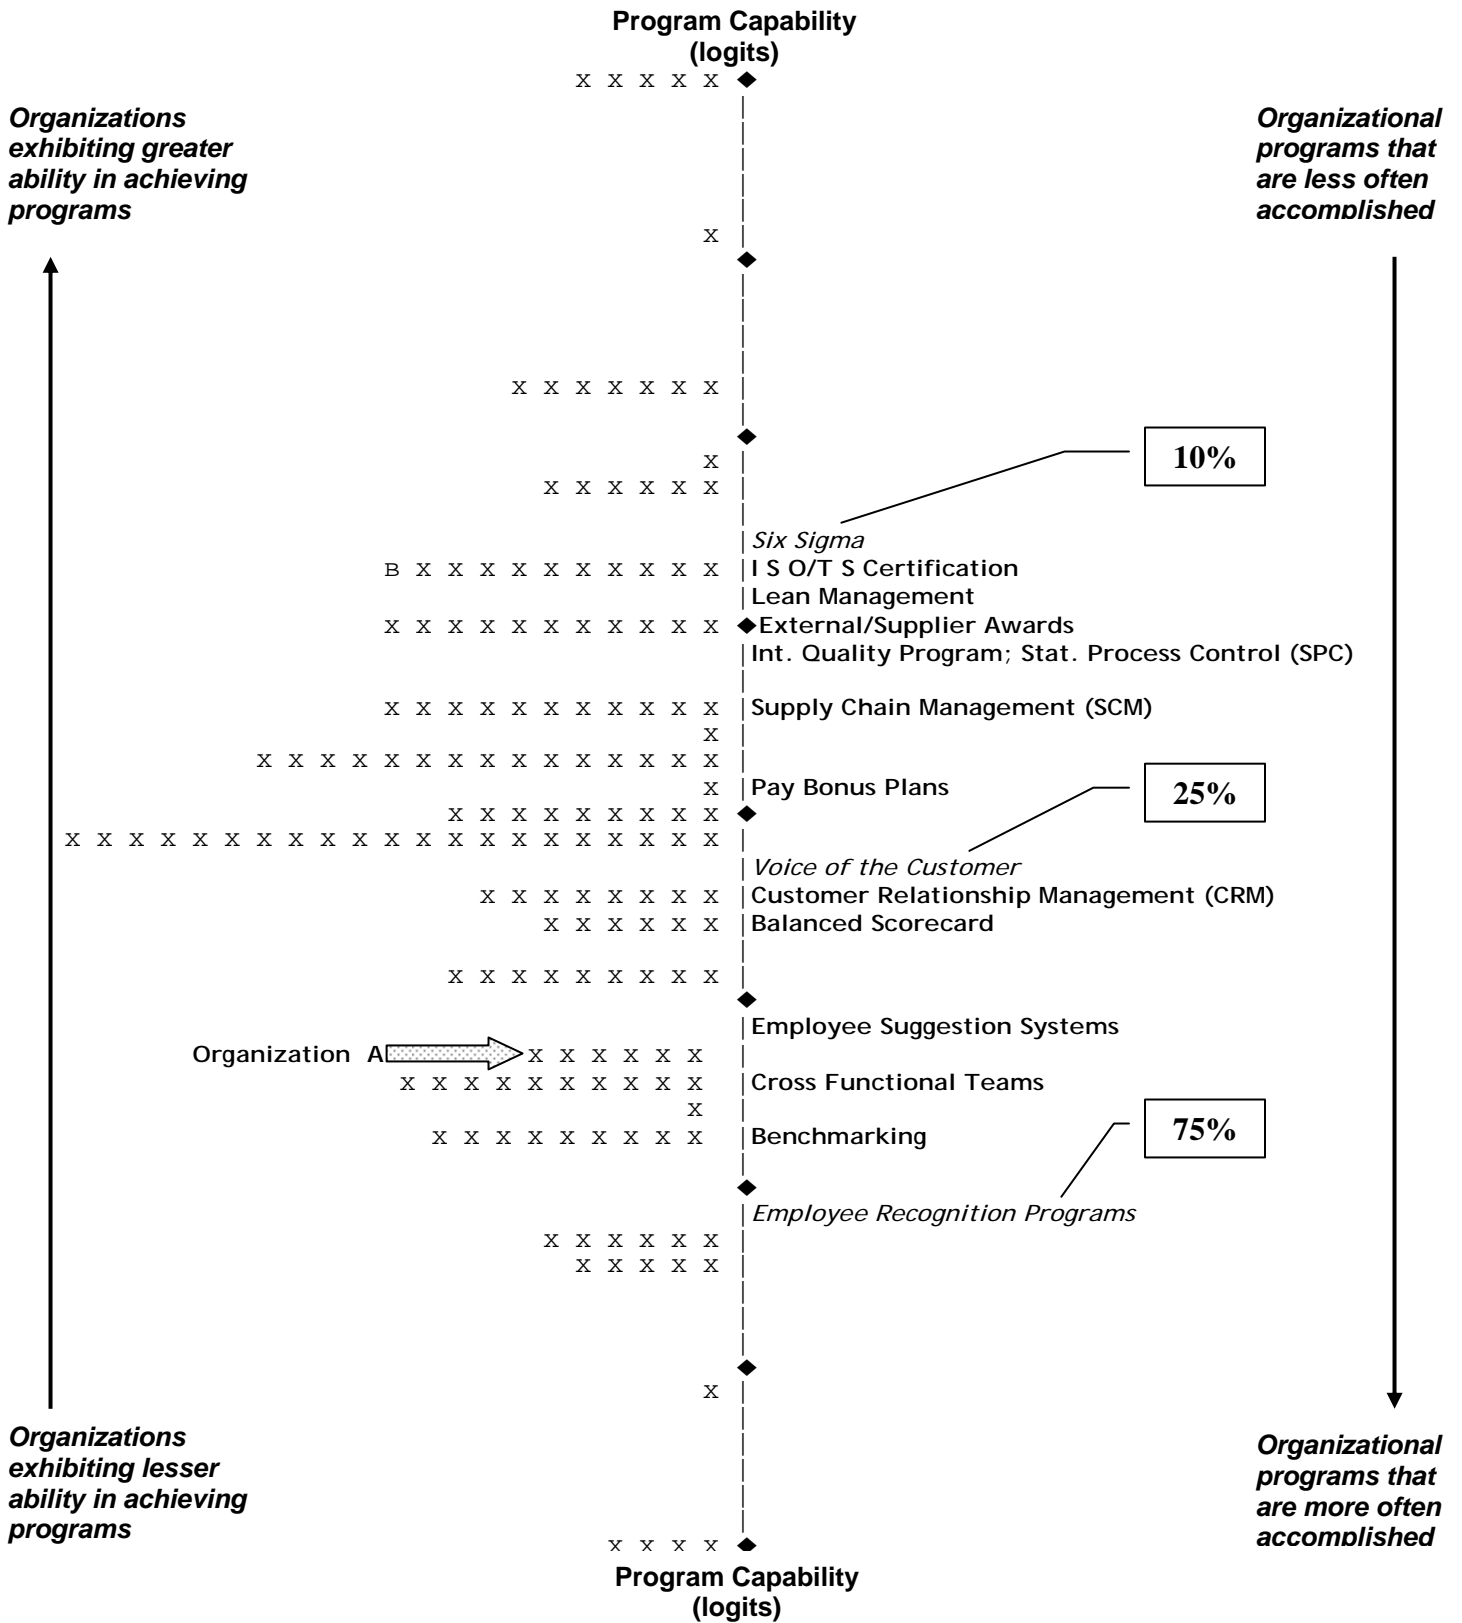 Program Capability
(logits)
x x x x x
Organizations
exhibiting greater
ability in achieving
programs
Organizational
programs that
are less often
accomplished
x
x x x x x x x
x
10%
x x x x x x
Six Sigma
B x x x x x x x x x x I S O/T S Certification
Lean Management
x x x x x x x x x x x External/Supplier Awards
Int. Quality Program; Stat. Process Control (SPC)
x x x x x x x x x x x Supply Chain Management (SCM)
x
x x x x x x x x x x x x x x x
x Pay Bonus Plans
25%
x x x x x x x x x
x x x x x x x x x x x x x x x x x x x x x
Voice of the Customer
x x x x x x x x Customer Relationship Management (CRM)
x x x x x x Balanced Scorecard
x x x x x x x x x
Employee Suggestion Systems
Organization A x x x x x x
x x x x x x x x x x Cross Functional Teams
x
x x x x x x x x x Benchmarking
75%
Employee Recognition Programs
x x x x x x
x x x x x
x
Organizations
exhibiting lesser
ability in achieving
programs
Organizational
programs that
are more often
accomplished
x x x x
Program Capability
(logits)